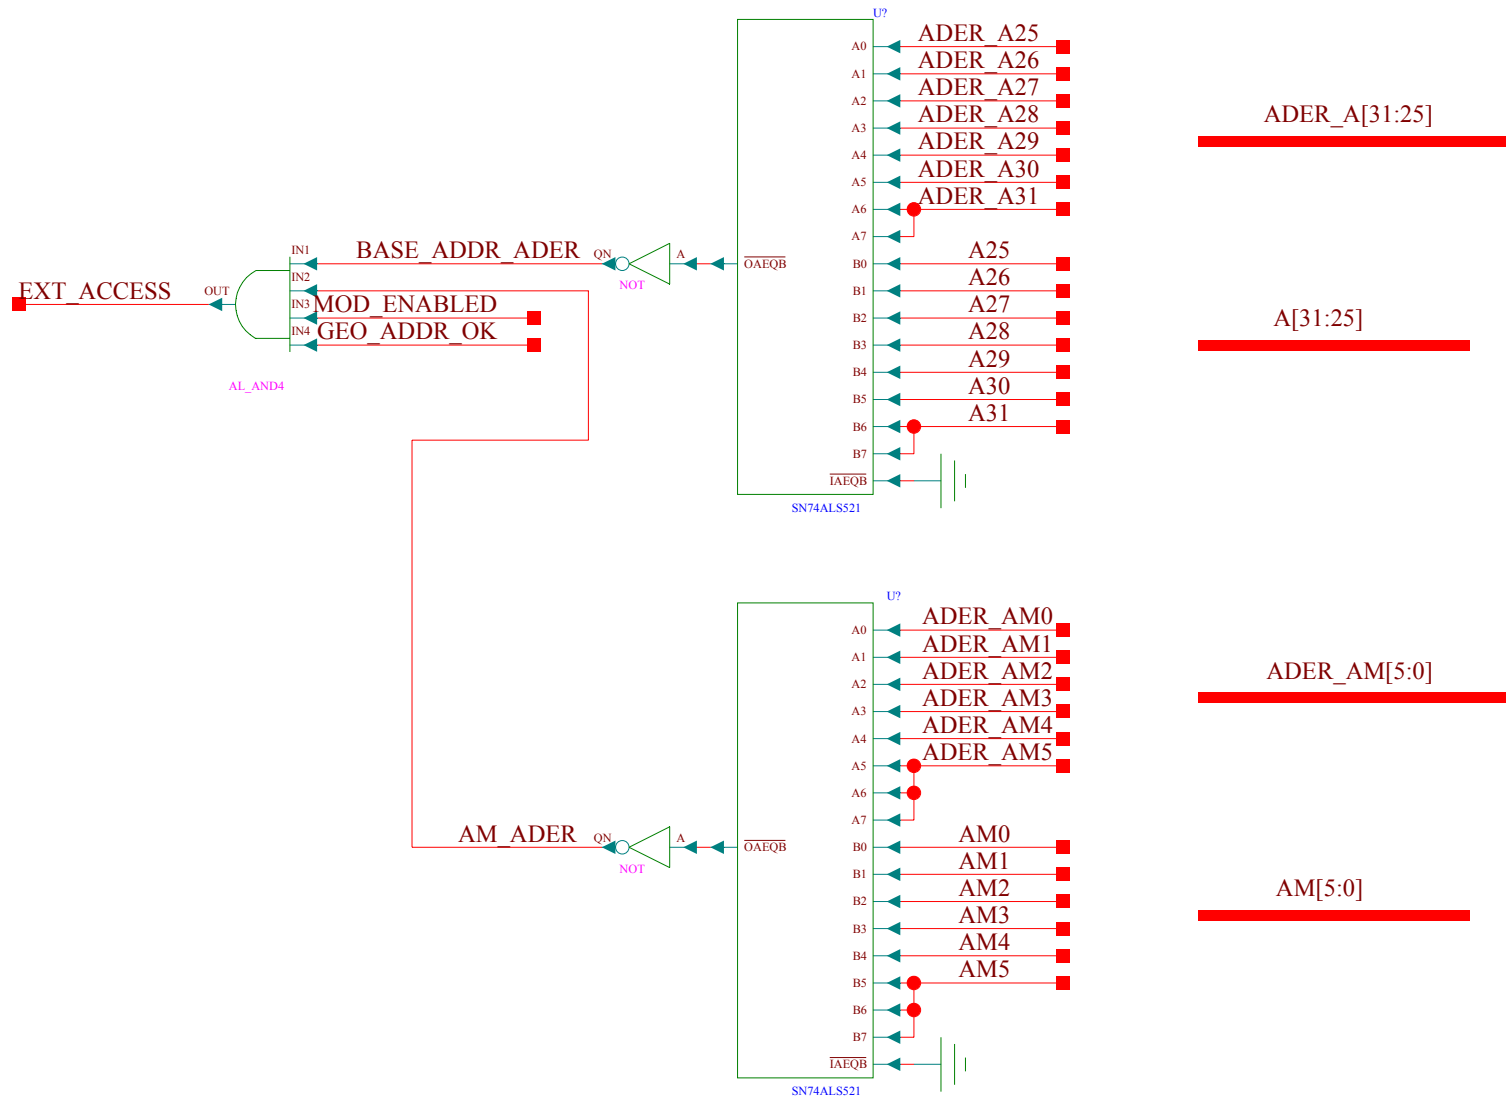 U?
A0 ADER_A25
A1 ADER_A26
A2 ADER_A27
A3 ADER_A28
A4 ADER_A29
A5 ADER_A30
A6 ADER_A31
A7
B0 A25
B1 A26
B2 A27
B3 A28
B4 A29
B5 A30
B6 A31
B7
OAEQB
IAEQB
SN74ALS521
ADER_A[31:25]
A[31:25]
BASE_ADDR_ADER QN A
NOT
IN1
IN2
IN3 MOD_ENABLED
IN4 GEO_ADDR_OK
EXT_ACCESS OUT
AL_AND4
U?
A0 ADER_AM0
A1 ADER_AM1
A2 ADER_AM2
A3 ADER_AM3
A4 ADER_AM4
A5 ADER_AM5
A6
A7
B0 AM0
B1 AM1
B2 AM2
B3 AM3
B4 AM4
B5 AM5
B6
B7
OAEQB
IAEQB
SN74ALS521
ADER_AM[5:0]
AM[5:0]
AM_ADER QN A
NOT